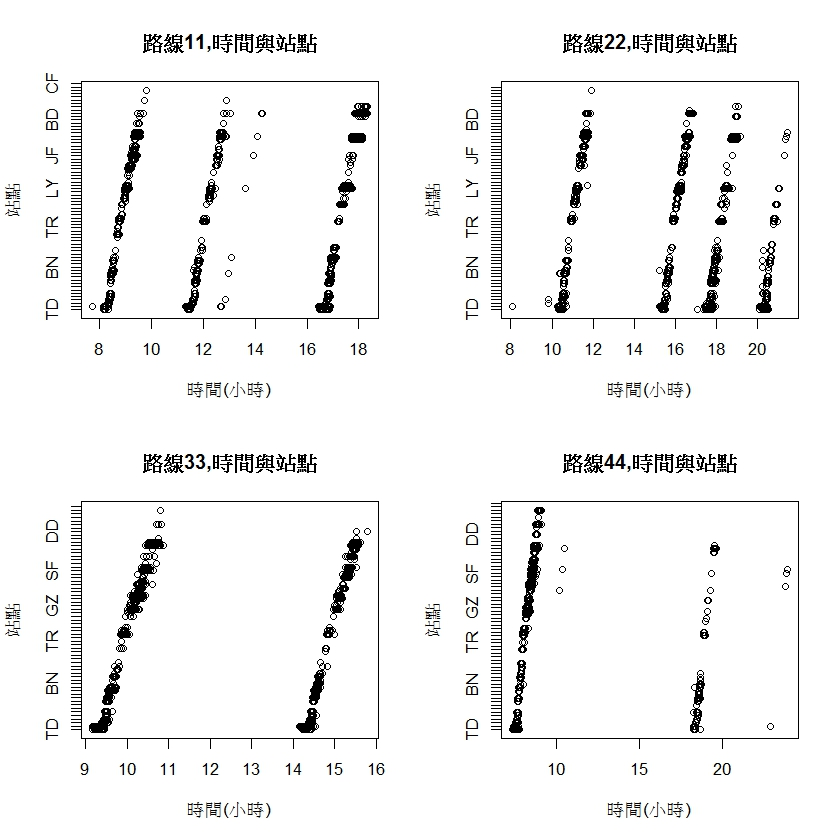 路線11,時間與站點
站點
CF
BD
JF
LY
TR
BN
TD
8 10 12 14 16 18
時間(小時)
路線22,時間與站點
站點
BD
JF
LY
TR
BN
TD
8 10 12 14 16 18 20
時間(小時)
路線33,時間與站點
站點
DD
SF
GZ
TR
BN
TD
9 10 11 12 13 14 15 16
時間(小時)
路線44,時間與站點
站點
DD
SF
GZ
TR
BN
TD
10 15 20
時間(小時)